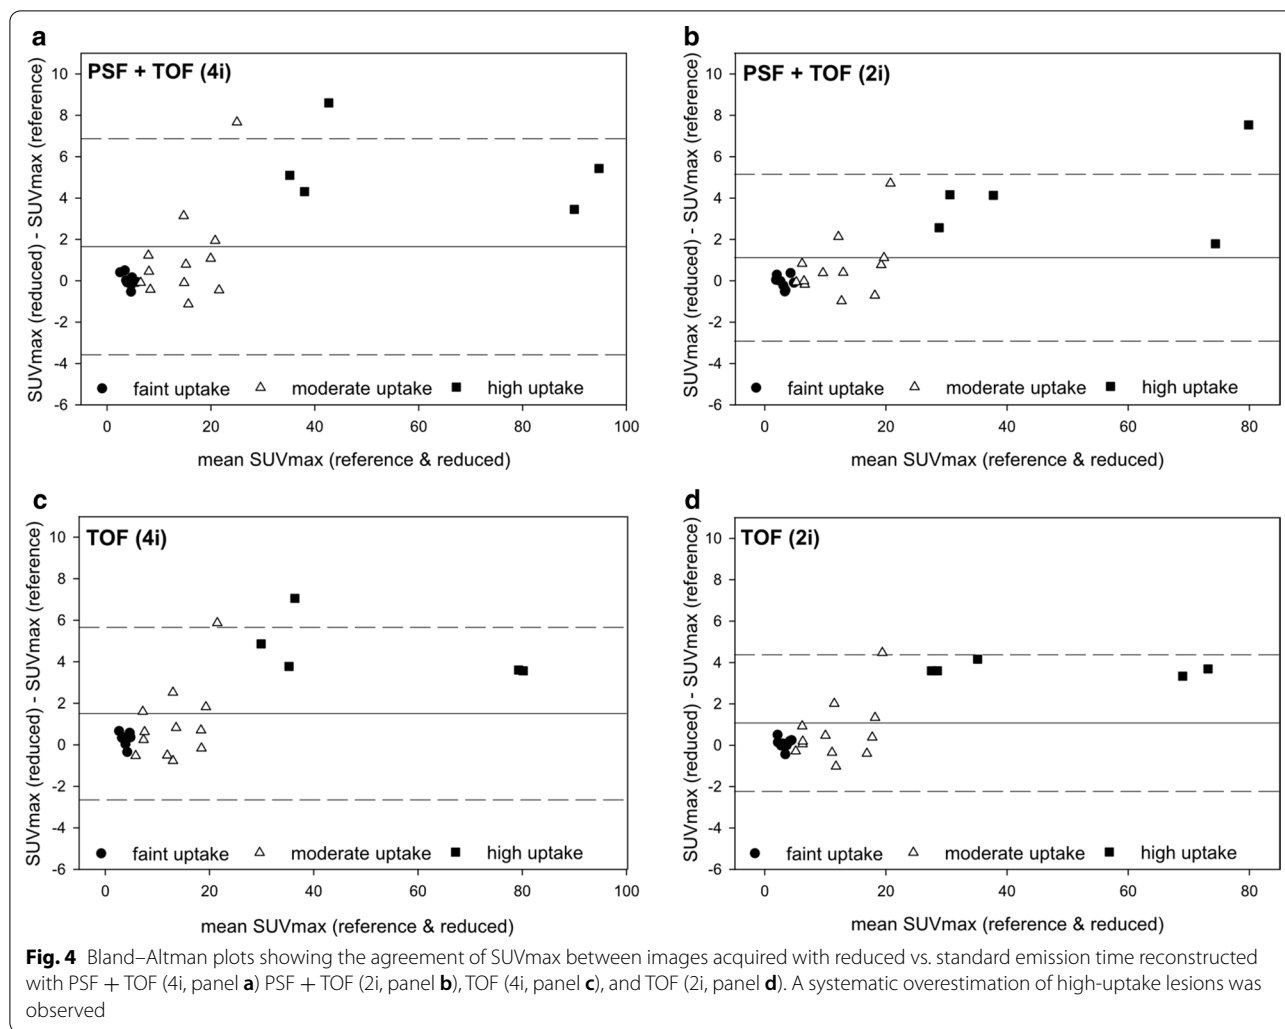 a
PSF + TOF (4i)
SUVmax (reduced) - SUVmax (reference)
10
8
6
4
2
0
-2
-4
-6
faint uptake moderate uptake high uptake
0 20 40 60 80 100
mean SUVmax (reference & reduced)
b
PSF + TOF (2i)
SUVmax (reduced) - SUVmax (reference)
10
8
6
4
2
0
-2
-4
-6
faint uptake moderate uptake high uptake
0 20 40 60 80
mean SUVmax (reference & reduced)
c
TOF (4i)
SUVmax (reduced) - SUVmax (reference)
10
8
6
4
2
0
-2
-4
-6
faint uptake moderate uptake high uptake
0 20 40 60 80 100
mean SUVmax (reference & reduced)
d
TOF (2i)
SUVmax (reduced) - SUVmax (reference)
10
8
6
4
2
0
-2
-4
-6
faint uptake moderate uptake high uptake
0 20 40 60 80
mean SUVmax (reference & reduced)
Fig. 4 Bland–Altman plots showing the agreement of SUVmax between images acquired with reduced vs. standard emission time reconstructed
with PSF + TOF (4i, panel a) PSF + TOF (2i, panel b), TOF (4i, panel c), and TOF (2i, panel d). A systematic overestimation of high-uptake lesions was
observed